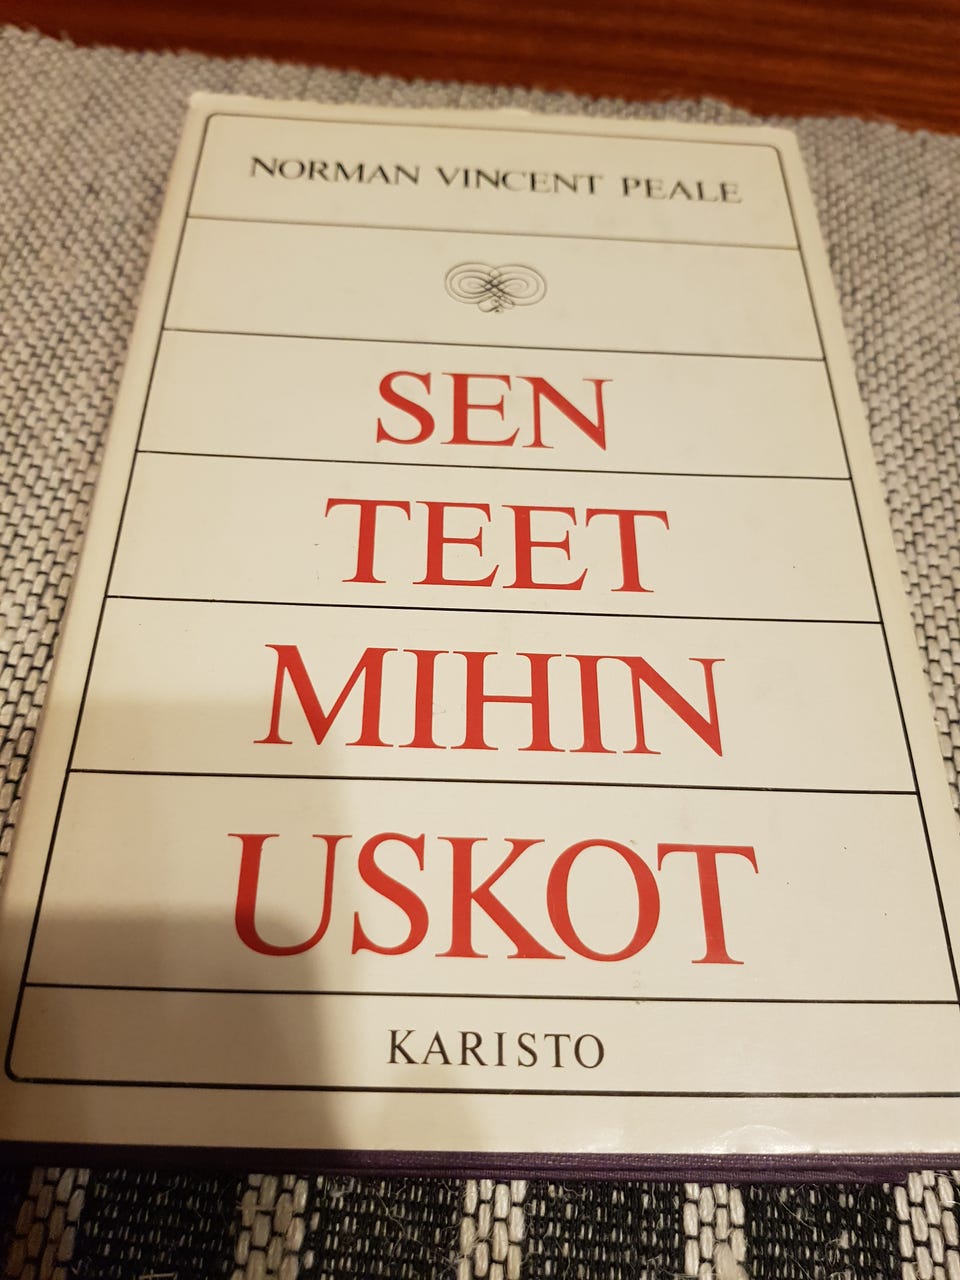 NORMAN VINCENT PEALE
SEN
TEET
MIHIN
USKOT
KARISTO